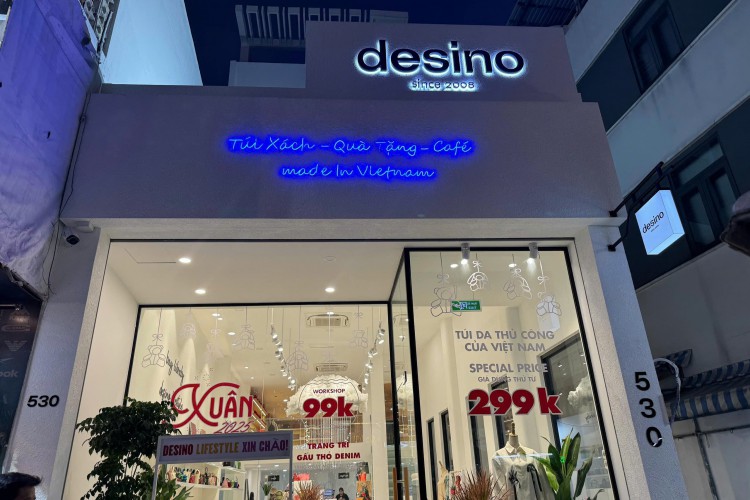 desino
since 2008
Túi Xách - Quà Tặng - Café
made in Vietnam
desino
TÚI DA THỦ CÔNG
CỦA VIỆT NAM
SPECIAL PRICE
299k
XUÂN
2025
WORKSHOP
99k
TRANG TRÍ
GẤU THỎ DENIM
DESINO LIFESTYLE XIN CHÀO!
530
530